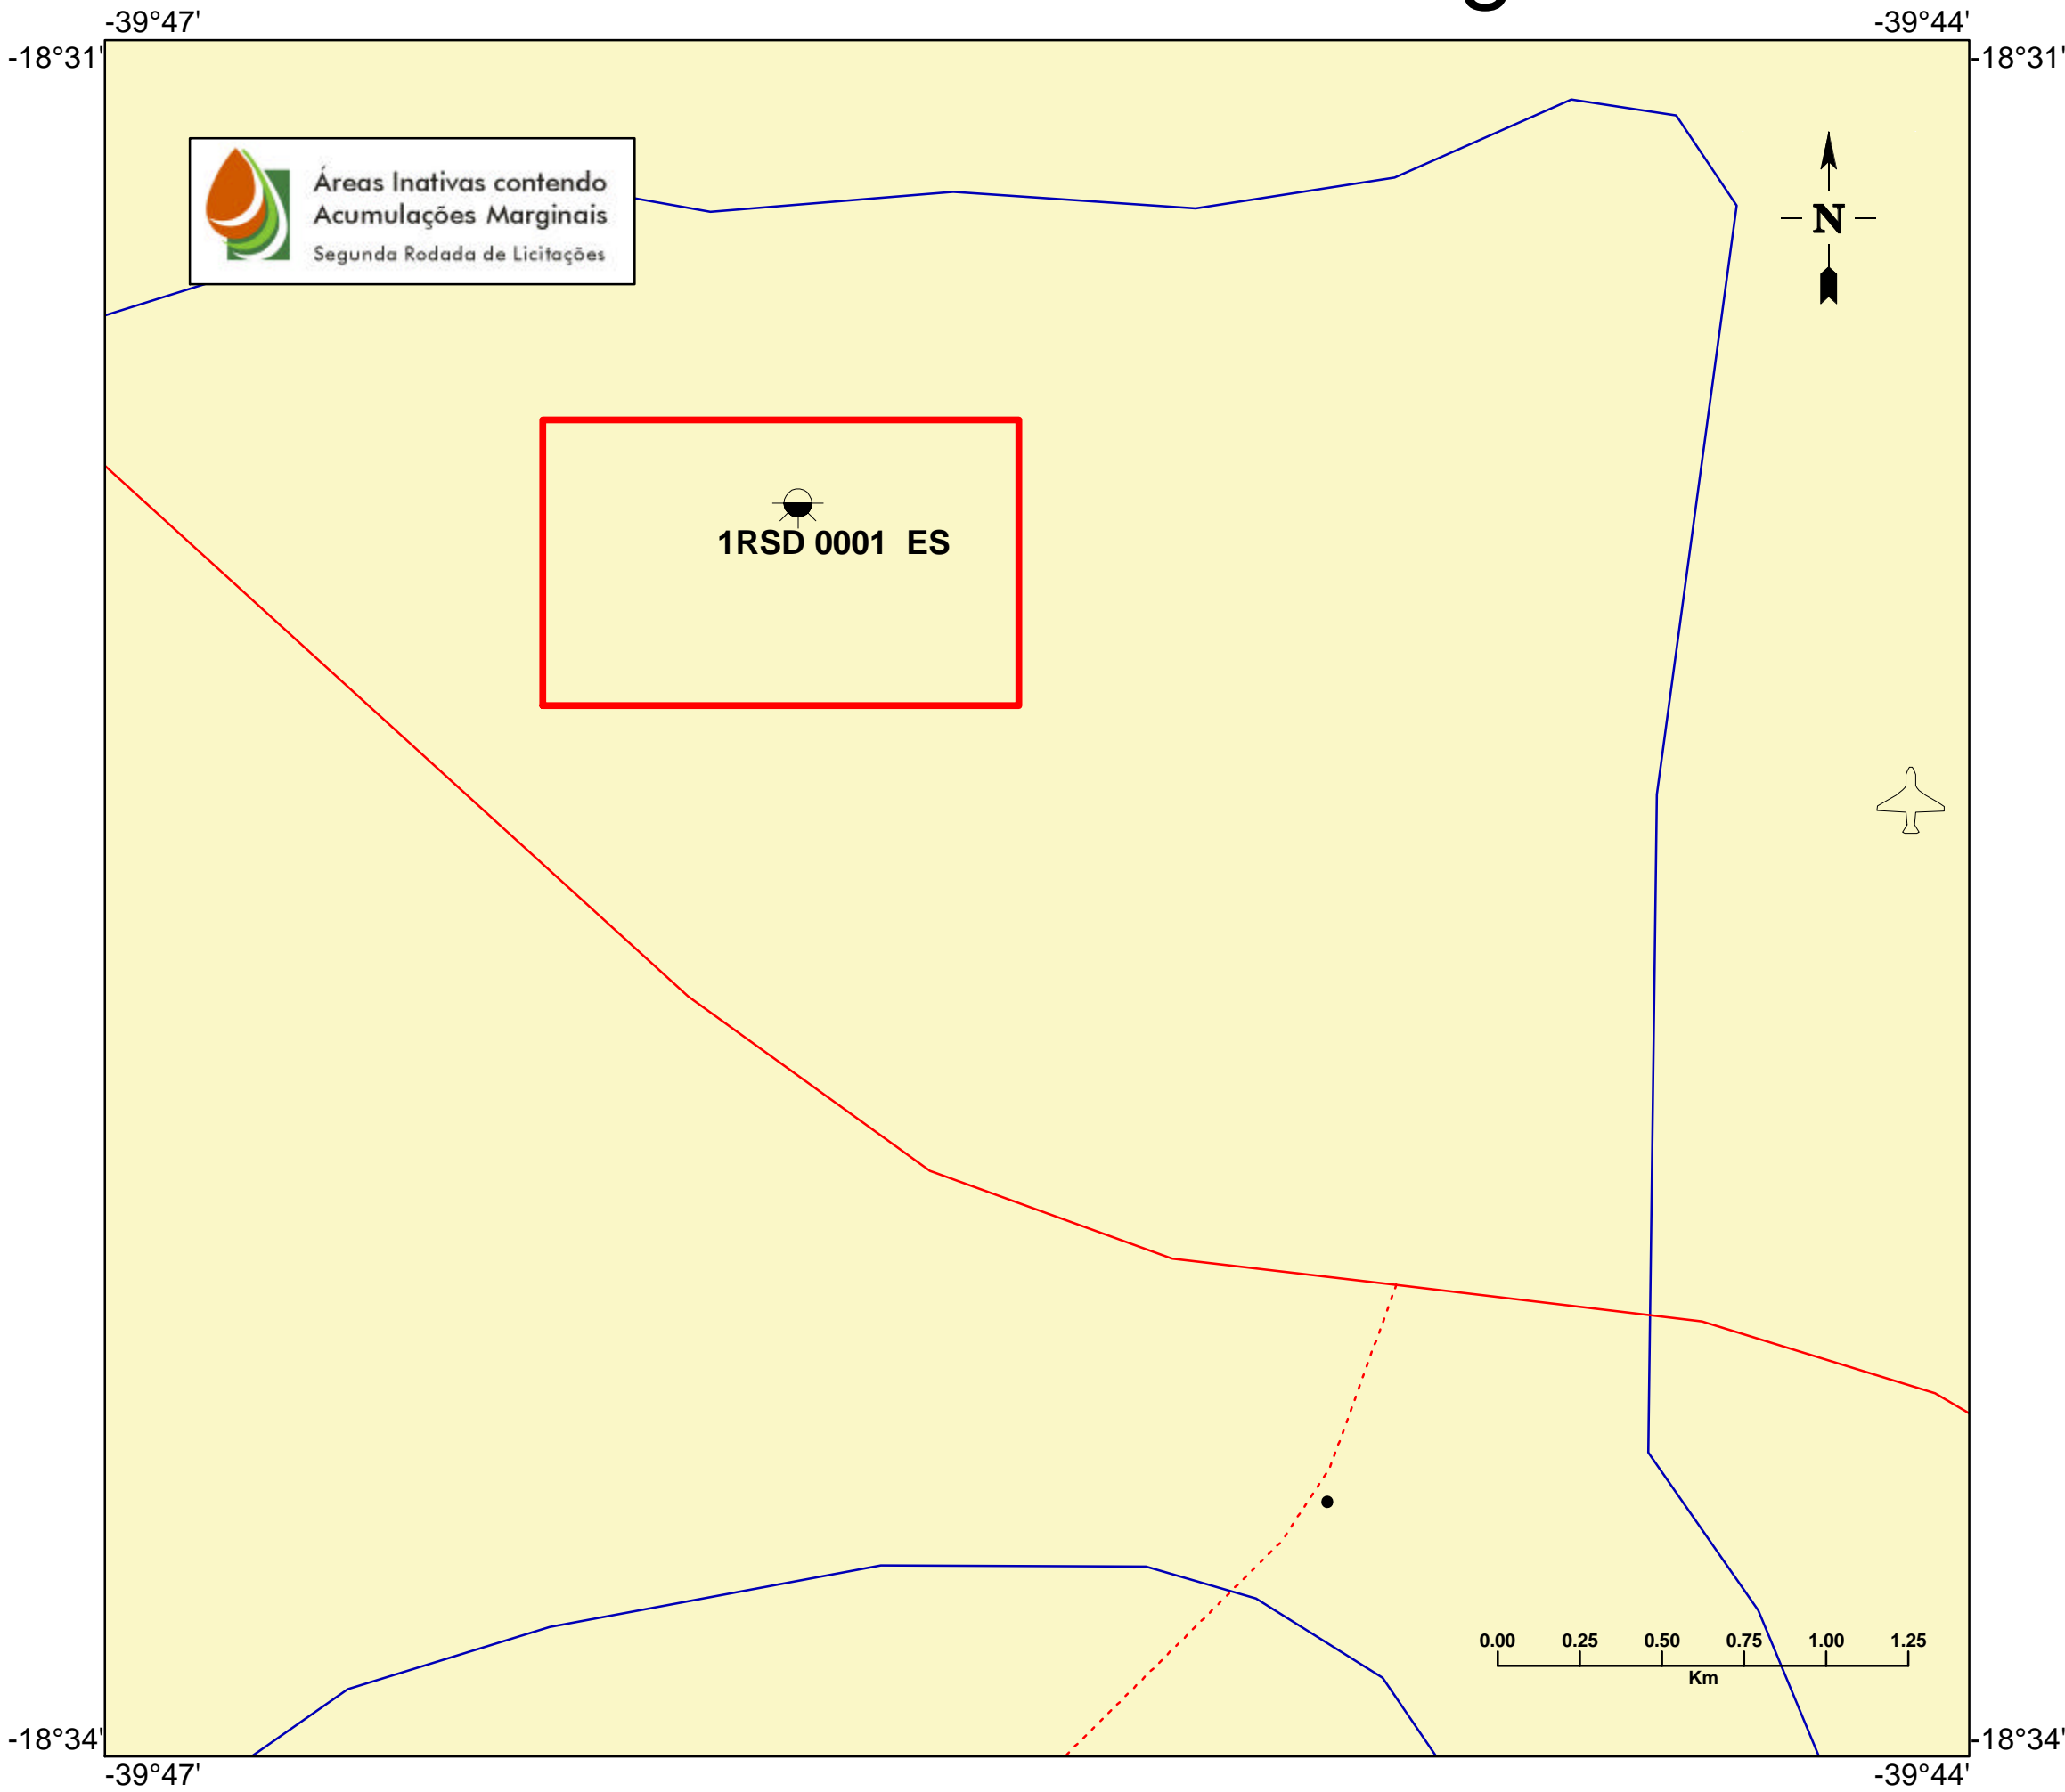 g
-39°47'
-39°44'
-18°31'
-18°31'
Áreas Inativas contendo
Acumulações Marginais
Segunda Rodada de Licitações
N
1RSD 0001 ES
0.00 0.25 0.50 0.75 1.00 1.25
Km
-18°34'
-18°34'
-39°47'
-39°44'